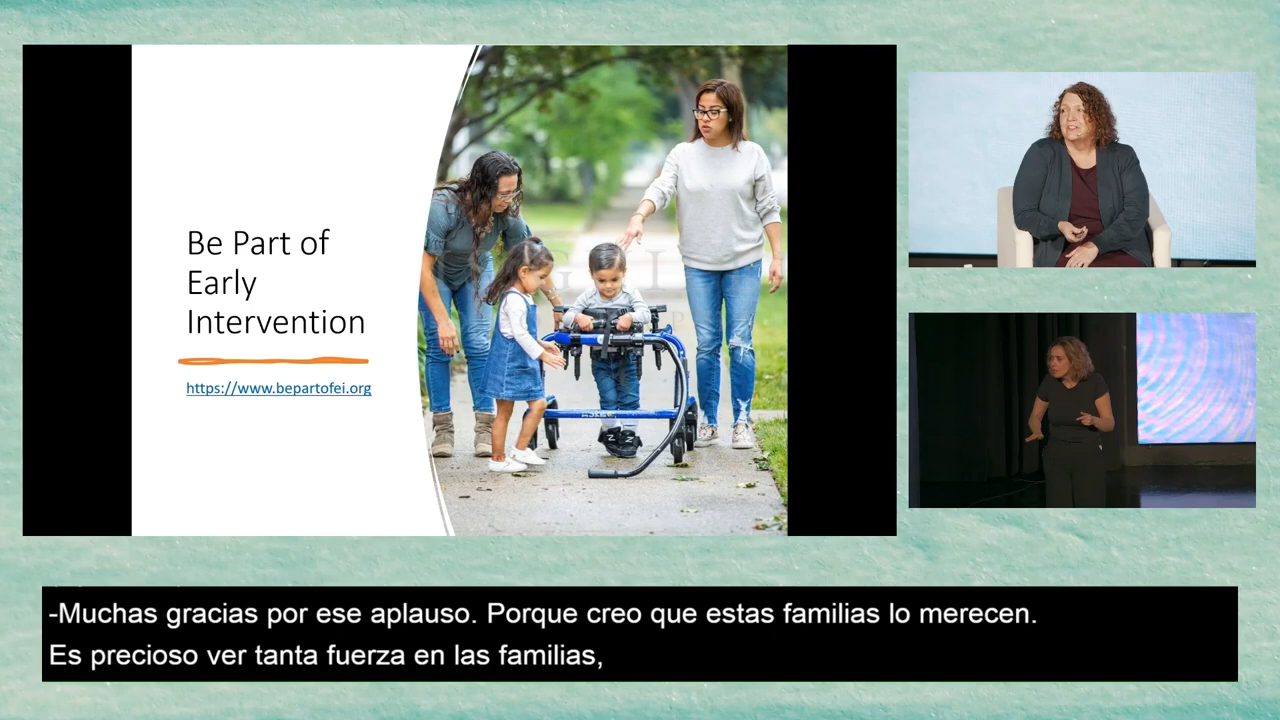 Be Part of
Early
Intervention
https://www.bepartofei.org
-Muchas gracias por ese aplauso. Porque creo que estas familias lo merecen.
Es precioso ver tanta fuerza en las familias,